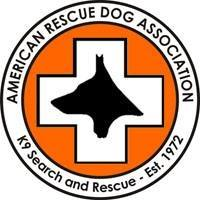 AMERICAN RESCUE DOG ASSOCIATION
K9 Search and Rescue - Est. 1972